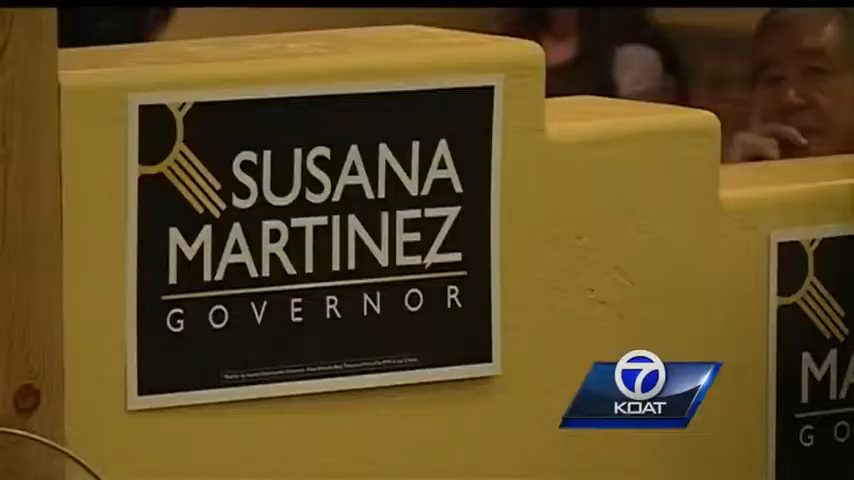 SUSANA
MARTINEZ
GOVERNOR
7
KOAT
MA
GO